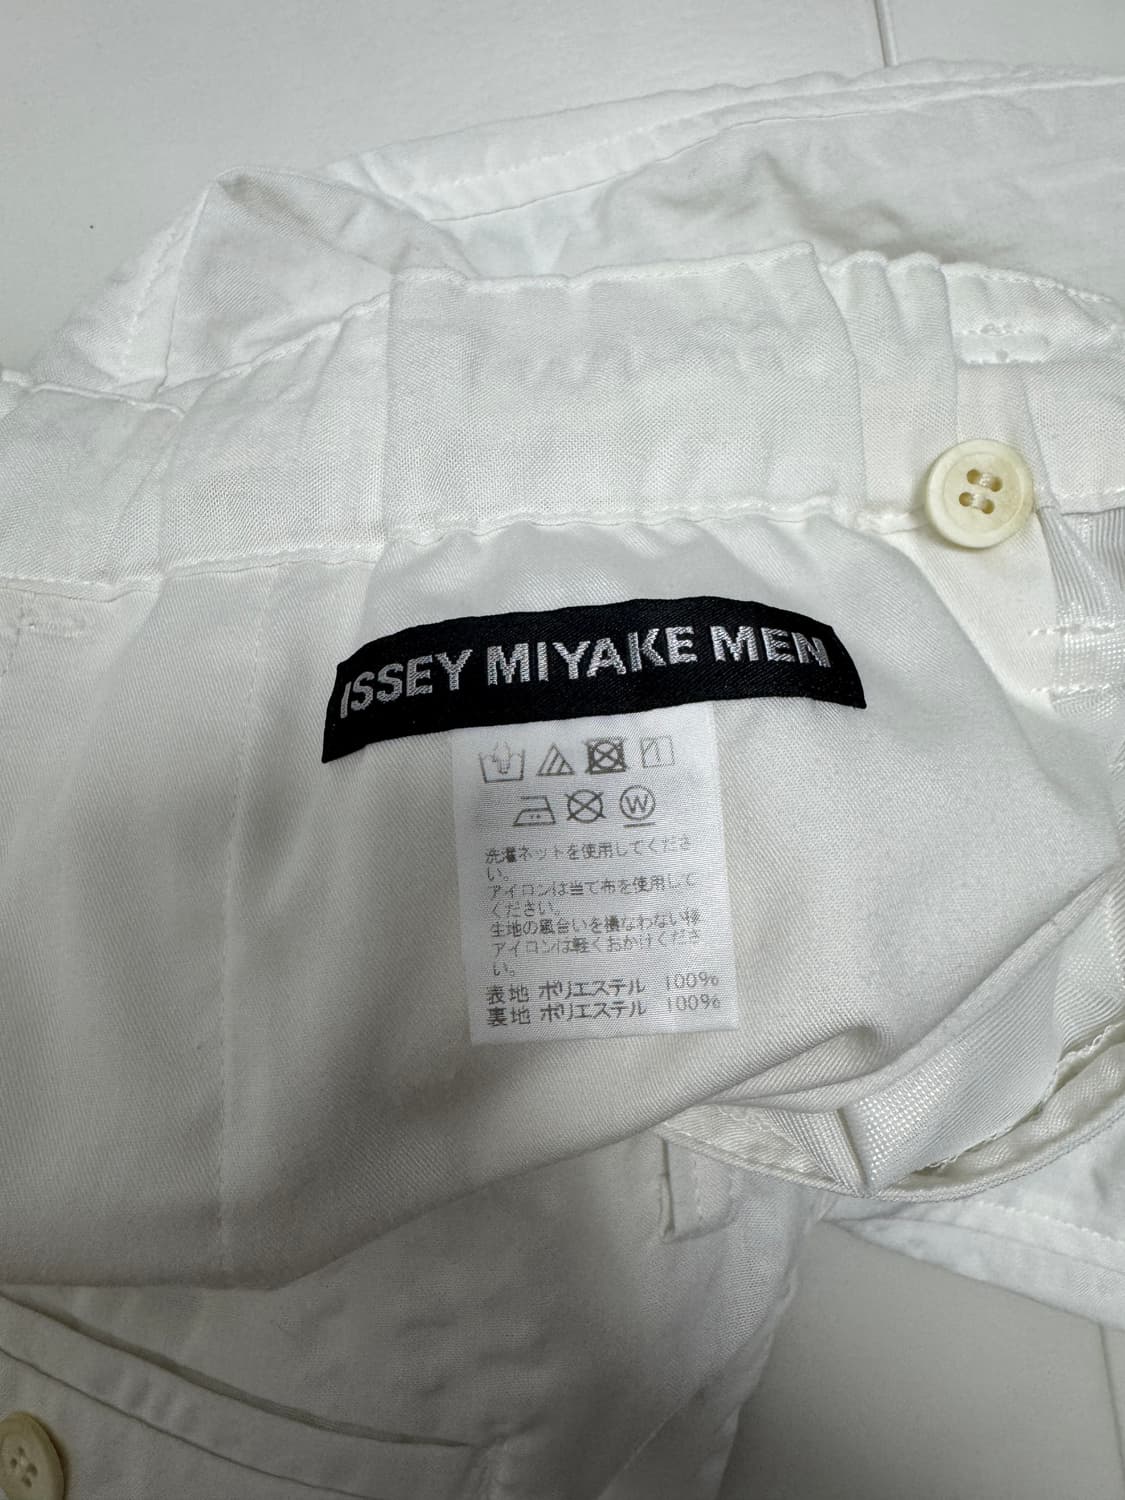 ISSEY MIYAKE MEN
W
洗濯ネットを使用してくださ
い。
アイロンは当て布を使用して
ください。
生地の風合いを損なわない様
アイロンは軽くおかけくださ
い。
表地 ポリエステル 100%
裏地 ポリエステル 100%